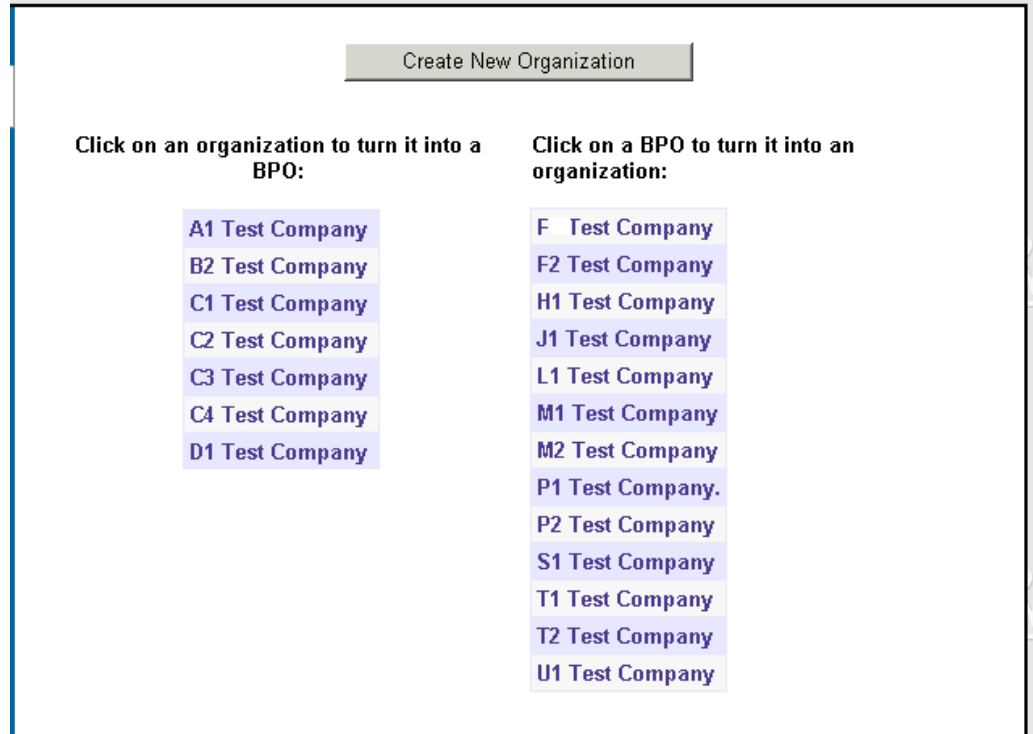 Create New Organization
Click on an organization to turn it into a
BPO:
A1 Test Company
B2 Test Company
C1 Test Company
C2 Test Company
C3 Test Company
C4 Test Company
D1 Test Company
Click on a BPO to turn it into an
organization:
F Test Company
F2 Test Company
H1 Test Company
J1 Test Company
L1 Test Company
M1 Test Company
M2 Test Company
P1 Test Company.
P2 Test Company
S1 Test Company
T1 Test Company
T2 Test Company
U1 Test Company